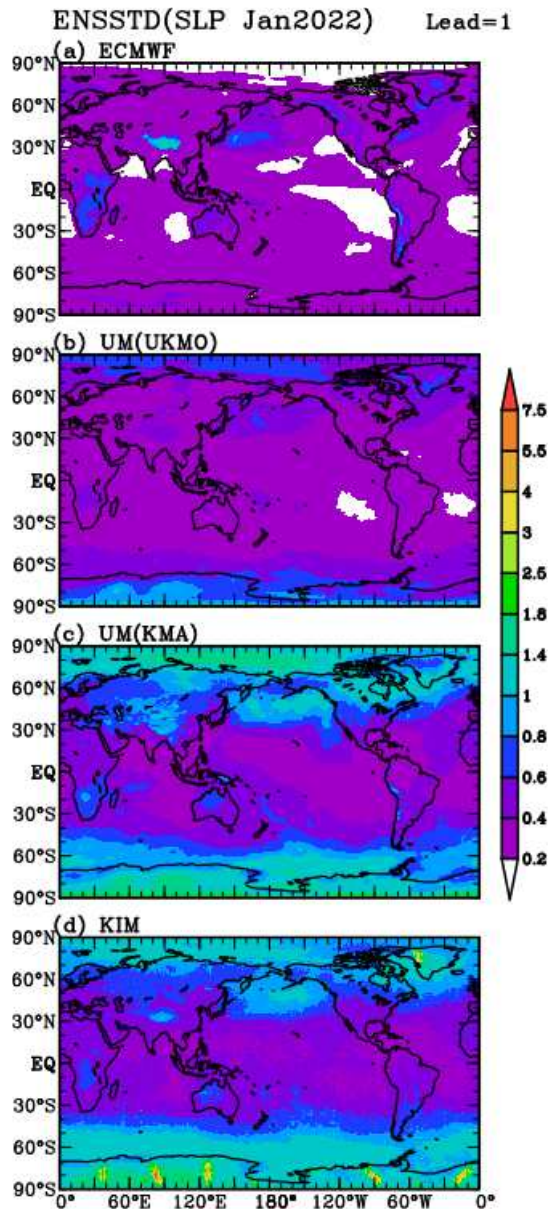 ENSSTD(SLP Jan2022) Lead=1
(a) ECMWF
90°N
60°N
30°N
EQ
30°S
60°S
90°S
(b) UM(UKMO)
90°N
60°N
30°N
EQ
30°S
60°S
90°S
(c) UM(KMA)
90°N
60°N
30°N
EQ
30°S
60°S
90°S
(d) KIM
90°N
60°N
30°N
EQ
30°S
60°S
90°S
0° 60°E 120°E 180° 120°W 60°W 0°
7.5
5.5
4
3
2.5
1.8
1.4
1
0.8
0.6
0.4
0.2